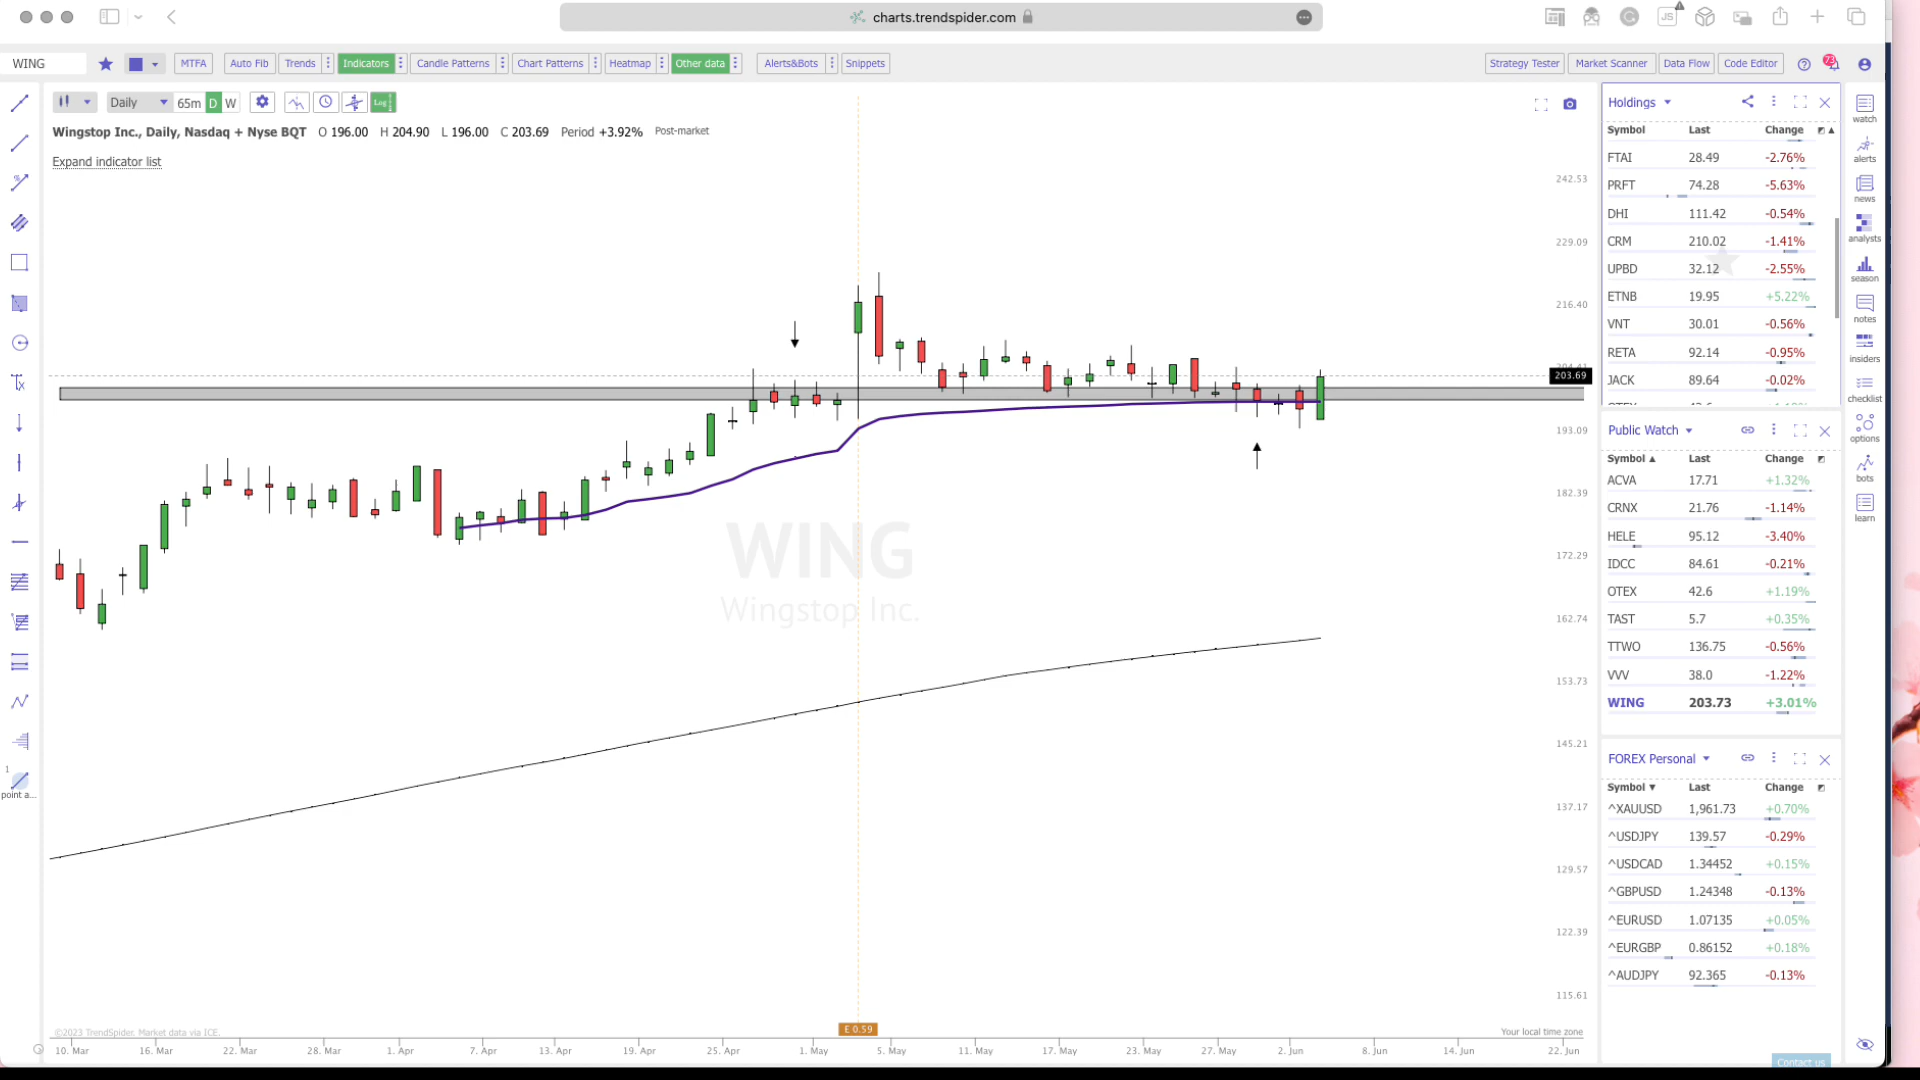 charts.trendspider.com
WING
MTFA
Auto Fib
Trends
Indicators
Candle Patterns
Chart Patterns
Heatmap
Other data
Alerts&Bots
Snippets
Strategy Tester
Market Scanner
Data Flow
Code Editor
73
Daily
65m
D
W
Log
Wingstop Inc., Daily, Nasdaq + Nyse BQT O 196.00 H 204.90 L 196.00 C 203.69 Period +3.92% Post-market
Expand indicator list
242.53
229.09
216.40
203.69
193.09
182.39
172.29
162.74
153.73
145.21
137.17
129.57
122.39
115.61
WING
Wingstop Inc.
©2023 TrendSpider. Market data via ICE.
E 0.59
Your local time zone
10. Mar 16. Mar 22. Mar 28. Mar 1. Apr 7. Apr 13. Apr 19. Apr 25. Apr 1. May 5. May 11. May 17. May 23. May 27. May 2. Jun 8. Jun 14. Jun 22. Jun
1
point a...
Holdings
Symbol Last Change
FTAI 28.49 -2.76%
PRFT 74.28 -5.63%
DHI 111.42 -0.54%
CRM 210.02 -1.41%
UPBD 32.12 -2.55%
ETNB 19.95 +5.22%
VNT 30.01 -0.56%
RETA 92.14 -0.95%
JACK 89.64 -0.02%
Public Watch
Symbol Last Change
ACVA 17.71 +1.32%
CRNX 21.76 -1.14%
HELE 95.12 -3.40%
IDCC 84.61 -0.21%
OTEX 42.6 +1.19%
TAST 5.7 +0.35%
TTWO 136.75 -0.56%
VVV 38.0 -1.22%
WING 203.73 +3.01%
FOREX Personal
Symbol Last Change
^XAUUSD 1,961.73 +0.70%
^USDJPY 139.57 -0.29%
^USDCAD 1.34452 +0.15%
^GBPUSD 1.24348 -0.13%
^EURUSD 1.07135 +0.05%
^EURGBP 0.86152 +0.18%
^AUDJPY 92.365 -0.13%
Contact us
watch
alerts
news
analysts
season
notes
insiders
checklist
options
bots
learn